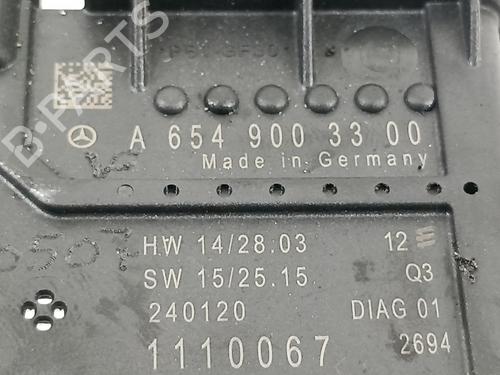 B-PARTS
A 654 900 33 00
Made in Germany
HW 14/28.03 12
SW 15/25.15 Q3
240120 DIAG 01
1110067 2694